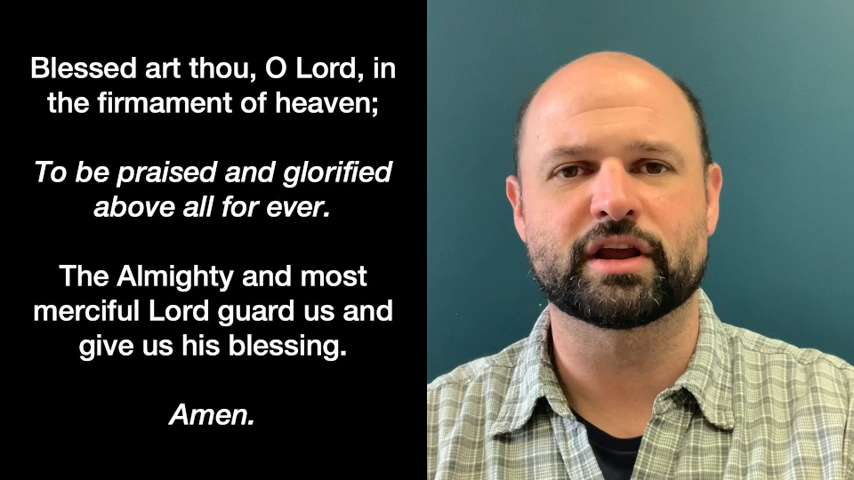 Blessed art thou, O Lord, in
the firmament of heaven;
To be praised and glorified
above all for ever.
The Almighty and most
merciful Lord guard us and
give us his blessing.
Amen.